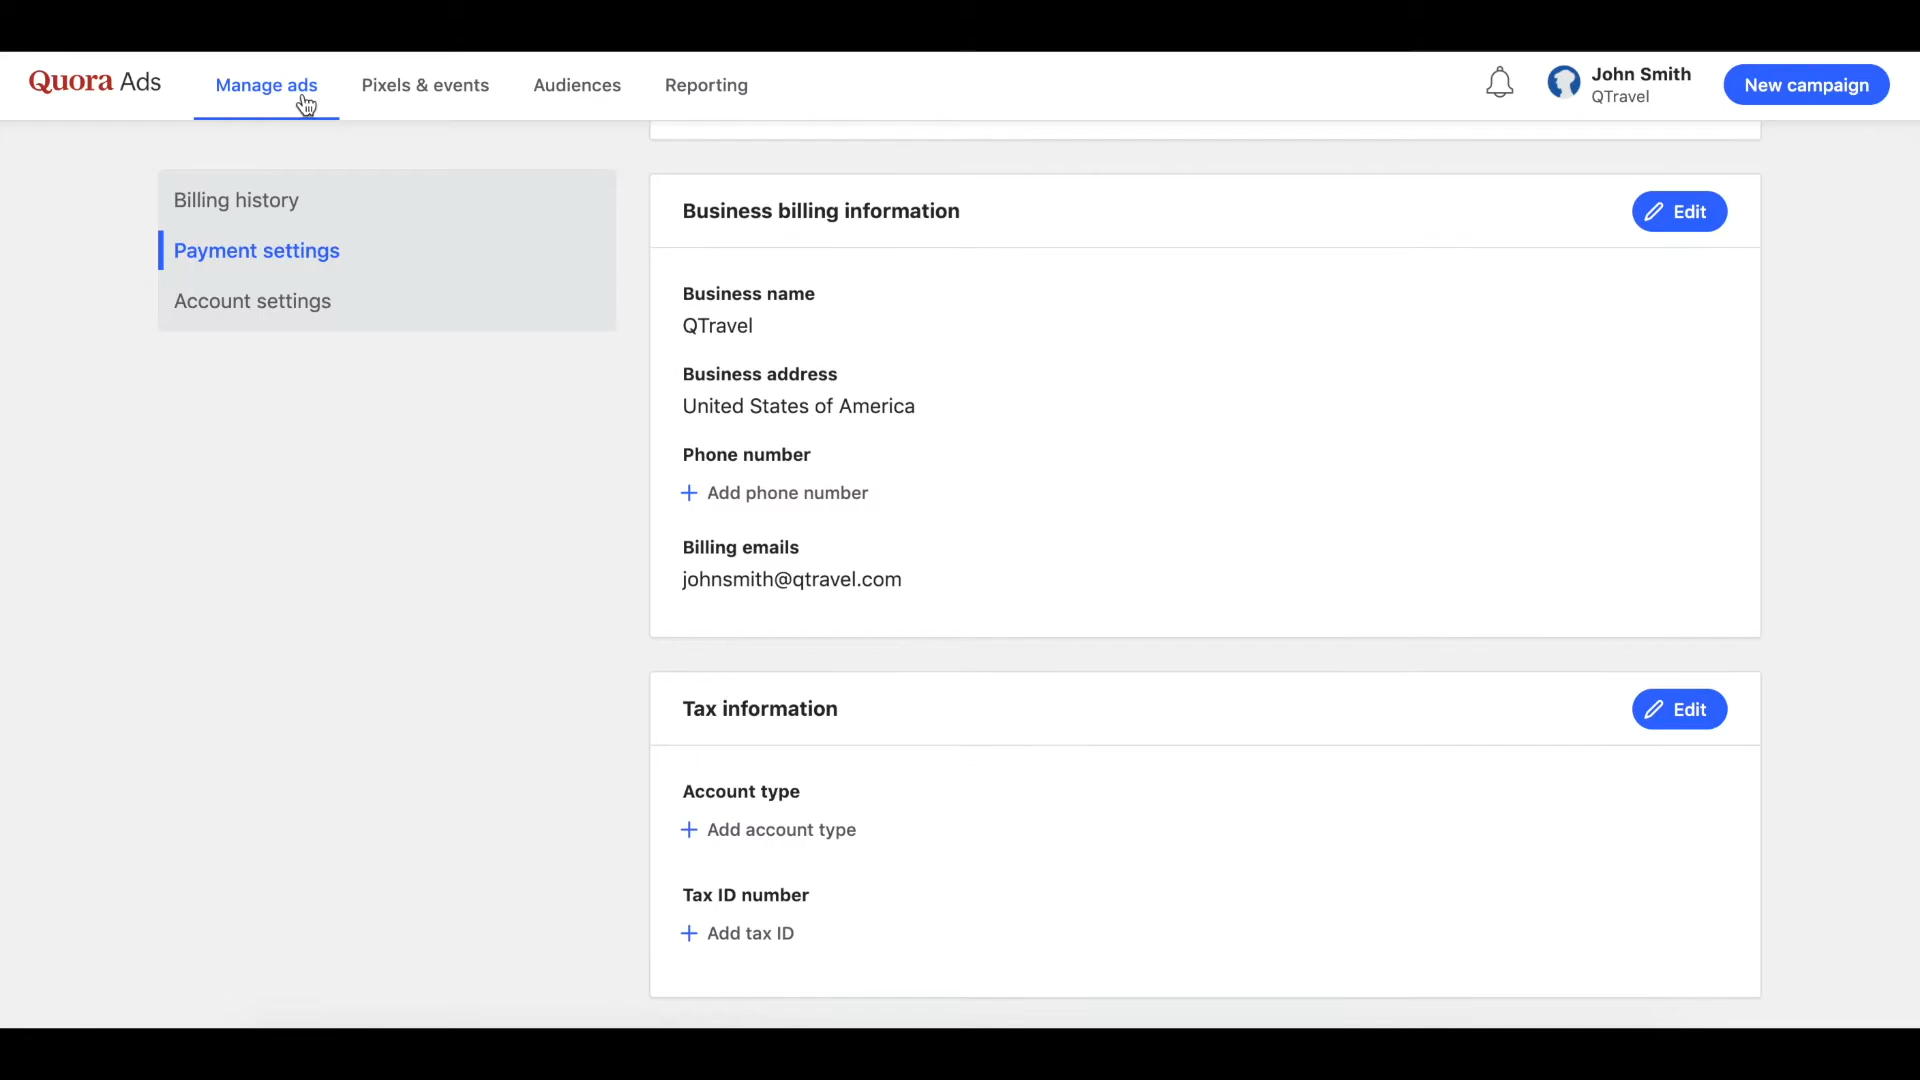 Quora Ads
Manage ads
Pixels & events
Audiences
Reporting
John Smith
QTravel
New campaign
Billing history
Payment settings
Account settings
Business billing information
Edit
Business name
QTravel
Business address
United States of America
Phone number
+ Add phone number
Billing emails
johnsmith@qtravel.com
Tax information
Edit
Account type
+ Add account type
Tax ID number
+ Add tax ID